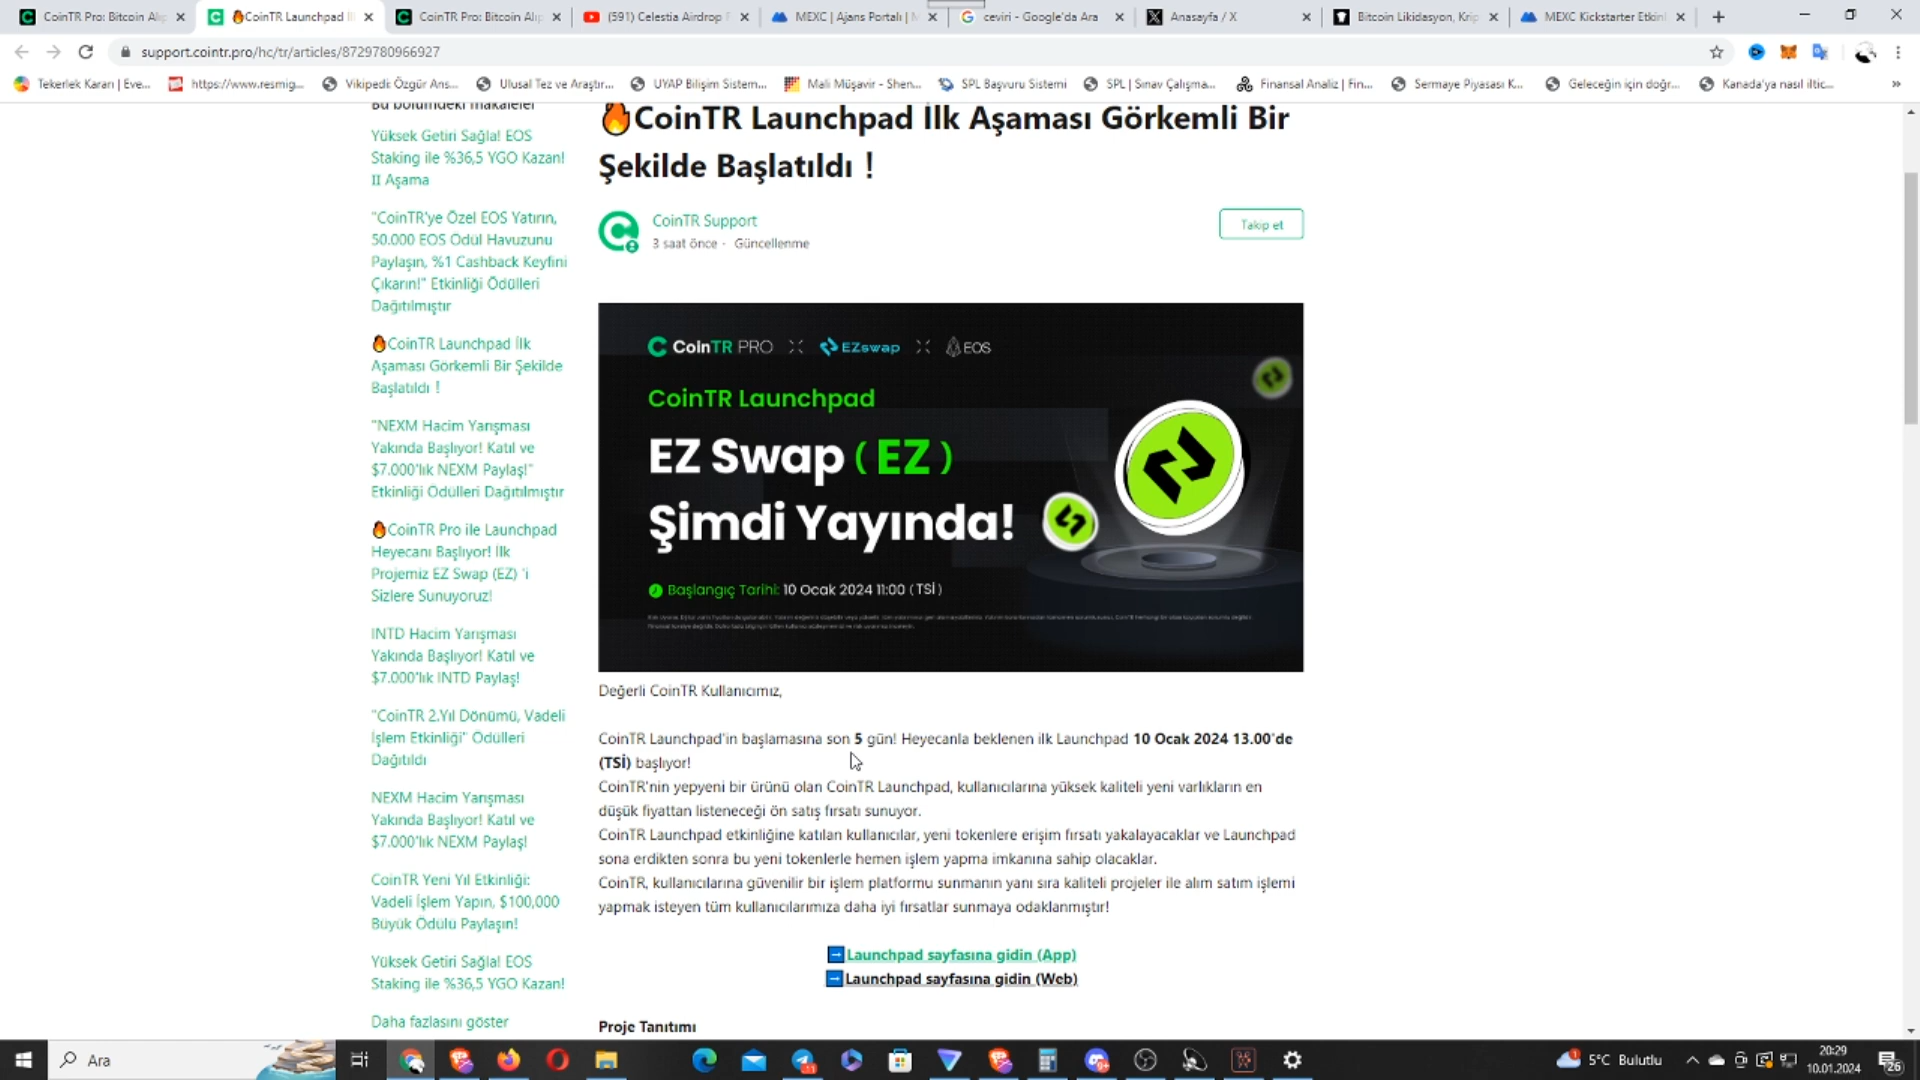 CoinTR Pro: Bitcoin Alış
🔥CoinTR Launchpad İl
CoinTR Pro: Bitcoin Alış
(591) Celestia Airdrop F
MEXC | Ajans Portalı | M
ceviri - Google'da Ara
Anasayfa / X
Bitcoin Likidasyon, Krip
MEXC Kickstarter Etkinl
support.cointr.pro/hc/tr/articles/8729780966927
Tekerlek Kararı | Eve...
https://www.resmig...
Vikipedi: Özgür Ans...
Ulusal Tez ve Araştır...
UYAP Bilişim Sistem...
Mali Müşavir - Shen...
SPL Başvuru Sistemi
SPL | Sınav Çalışma...
Finansal Analiz | Fin...
Sermaye Piyasası K...
Geleceğin için doğr...
Kanada'ya nasıl iltic...
»
Bu bölümdeki makaleler
Yüksek Getiri Sağla! EOS
Staking ile %36,5 YGO Kazan!
II Aşama
"CoinTR'ye Özel EOS Yatırın,
50.000 EOS Ödül Havuzunu
Paylaşın, %1 Cashback Keyfini
Çıkarın!" Etkinliği Ödülleri
Dağıtılmıştır
🔥CoinTR Launchpad İlk
Aşaması Görkemli Bir Şekilde
Başlatıldı！
"NEXM Hacim Yarışması
Yakında Başlıyor! Katıl ve
$7.000'lık NEXM Paylaş!"
Etkinliği Ödülleri Dağıtılmıştır
🔥CoinTR Pro ile Launchpad
Heyecanı Başlıyor! İlk
Projemiz EZ Swap (EZ) 'i
Sizlere Sunuyoruz!
INTD Hacim Yarışması
Yakında Başlıyor! Katıl ve
$7.000'lık INTD Paylaş!
"CoinTR 2.Yıl Dönümü, Vadeli
İşlem Etkinliği" Ödülleri
Dağıtıldı
NEXM Hacim Yarışması
Yakında Başlıyor! Katıl ve
$7.000'lık NEXM Paylaş!
CoinTR Yeni Yıl Etkinliği:
Vadeli İşlem Yapın, $100,000
Büyük Ödülü Paylaşın!
Yüksek Getiri Sağla! EOS
Staking ile %36,5 YGO Kazan!
Daha fazlasını göster
🔥CoinTR Launchpad İlk Aşaması Görkemli Bir
Şekilde Başlatıldı！
CoinTR Support
3 saat önce · Güncellenme
Takip et
CoinTR PRO
EZswap
EOS
CoinTR Launchpad
EZ Swap ( EZ )
Şimdi Yayında!
Başlangıç Tarihi: 10 Ocak 2024 11:00 (TSİ)
Değerli CoinTR Kullanıcımız,
CoinTR Launchpad'in başlamasına son 5 gün! Heyecanla beklenen ilk Launchpad 10 Ocak 2024 13.00'de
(TSİ) başlıyor!
CoinTR'nin yepyeni bir ürünü olan CoinTR Launchpad, kullanıcılarına yüksek kaliteli yeni varlıkların en
düşük fiyattan listeneceği ön satış fırsatı sunuyor.
CoinTR Launchpad etkinliğine katılan kullanıcılar, yeni tokenlere erişim fırsatı yakalayacaklar ve Launchpad
sona erdikten sonra bu yeni tokenlerle hemen işlem yapma imkanına sahip olacaklar.
CoinTR, kullanıcılarına güvenilir bir işlem platformu sunmanın yanı sıra kaliteli projeler ile alım satım işlemi
yapmak isteyen tüm kullanıcılarımıza daha iyi fırsatlar sunmaya odaklanmıştır!
➡Launchpad sayfasına gidin (App)
➡Launchpad sayfasına gidin (Web)
Proje Tanıtımı
Ara
5°C Bulutlu
20:29
10.01.2024
26